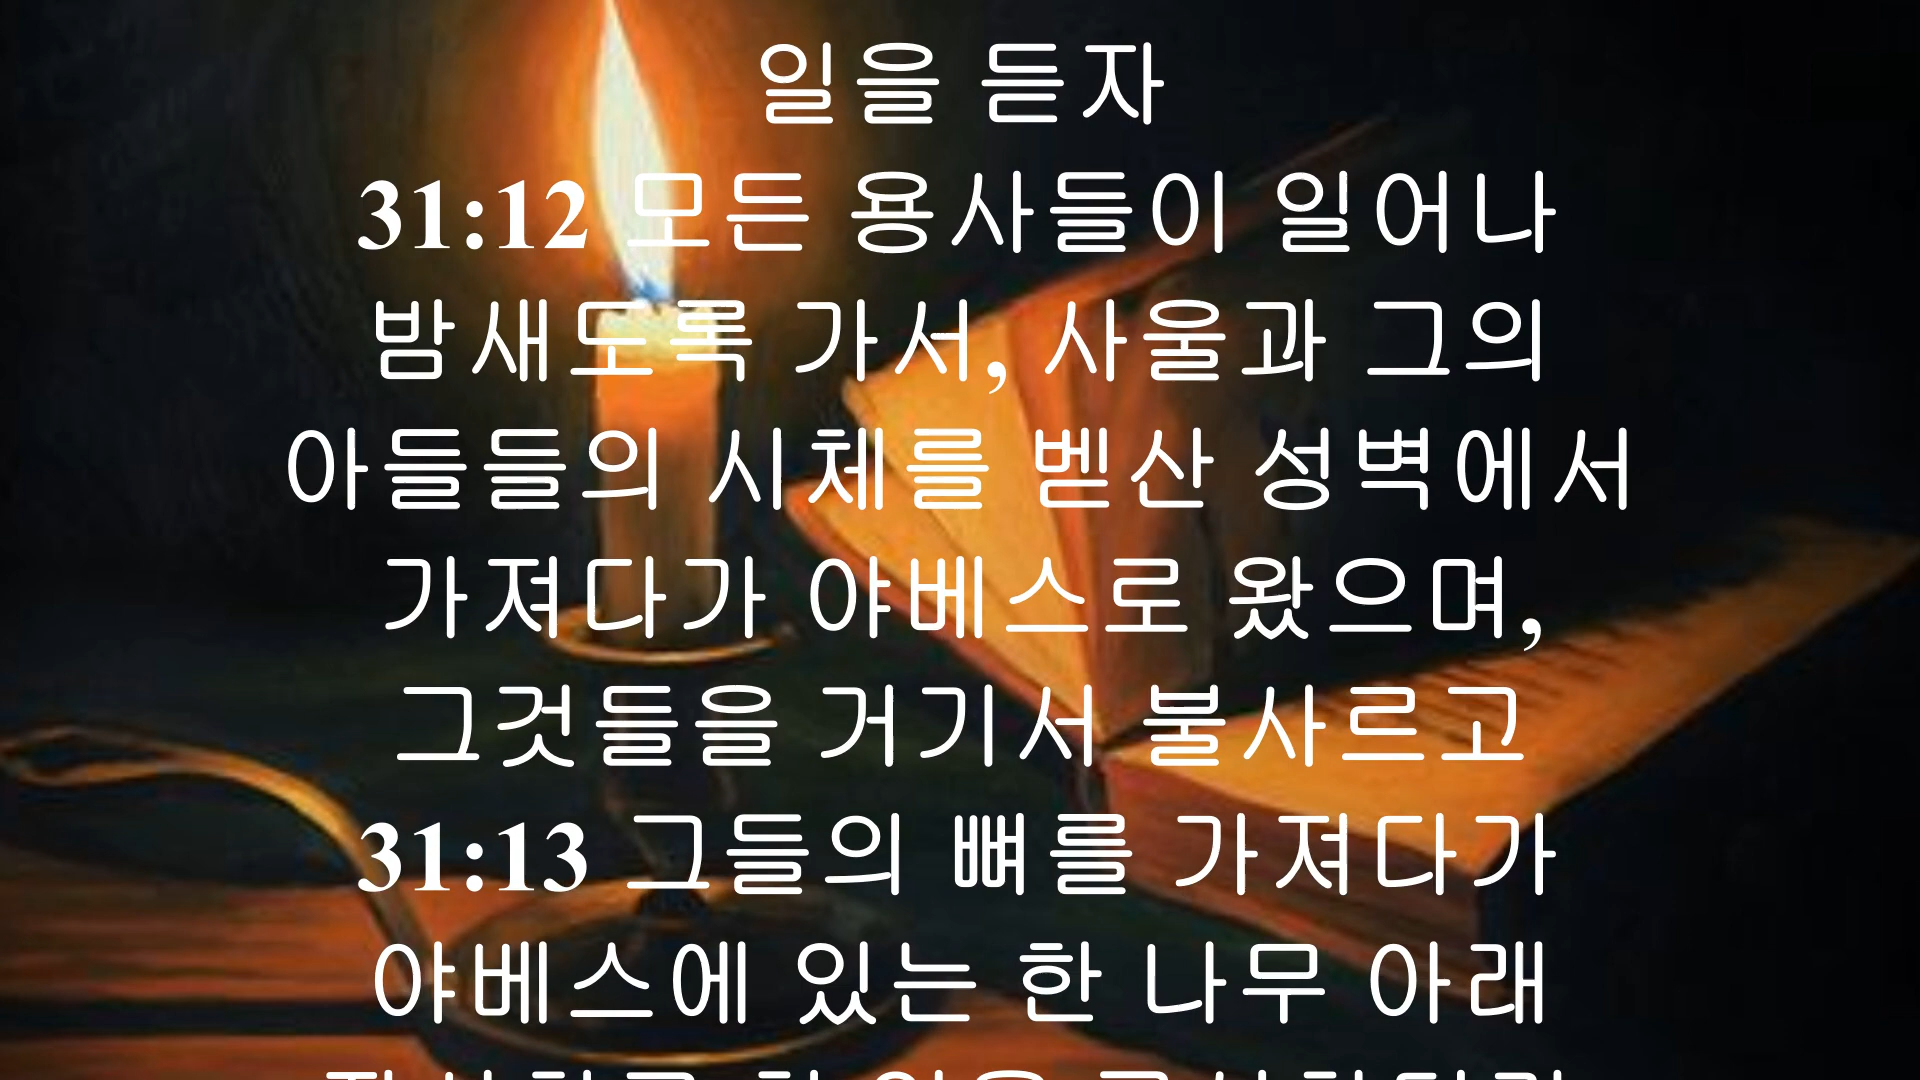 일을 듣자
31:12 모든 용사들이 일어나
밤새도록 가서, 사울과 그의
아들들의 시체를 벧산 성벽에서
가져다가 야베스로 왔으며,
그것들을 거기서 불사르고
31:13 그들의 뼈를 가져다가
야베스에 있는 한 나무 아래